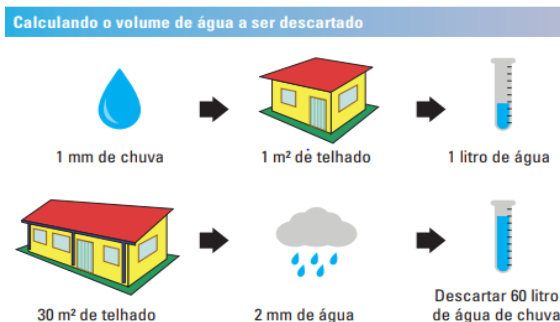 Calculando o volume de água a ser descartado
1 mm de chuva
1 m² de telhado
1 litro de água
30 m² de telhado
2 mm de água
Descartar 60 litro
de água de chuva